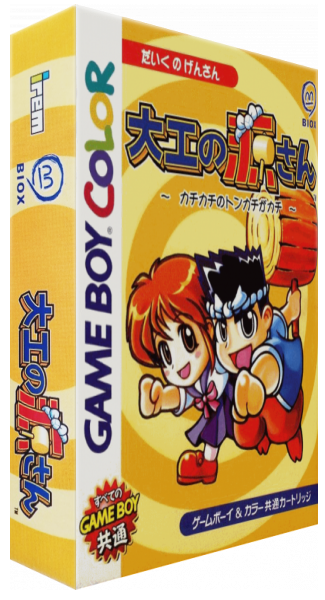 irem
BIOX
大工の源さん
GAME BOY COLOR
だいくのげんさん
BIOX
大工の源さん
～ カチカチのトンカチがカチ ～
すべての
GAME BOY
共通
ゲームボーイ&カラー共通カートリッジ